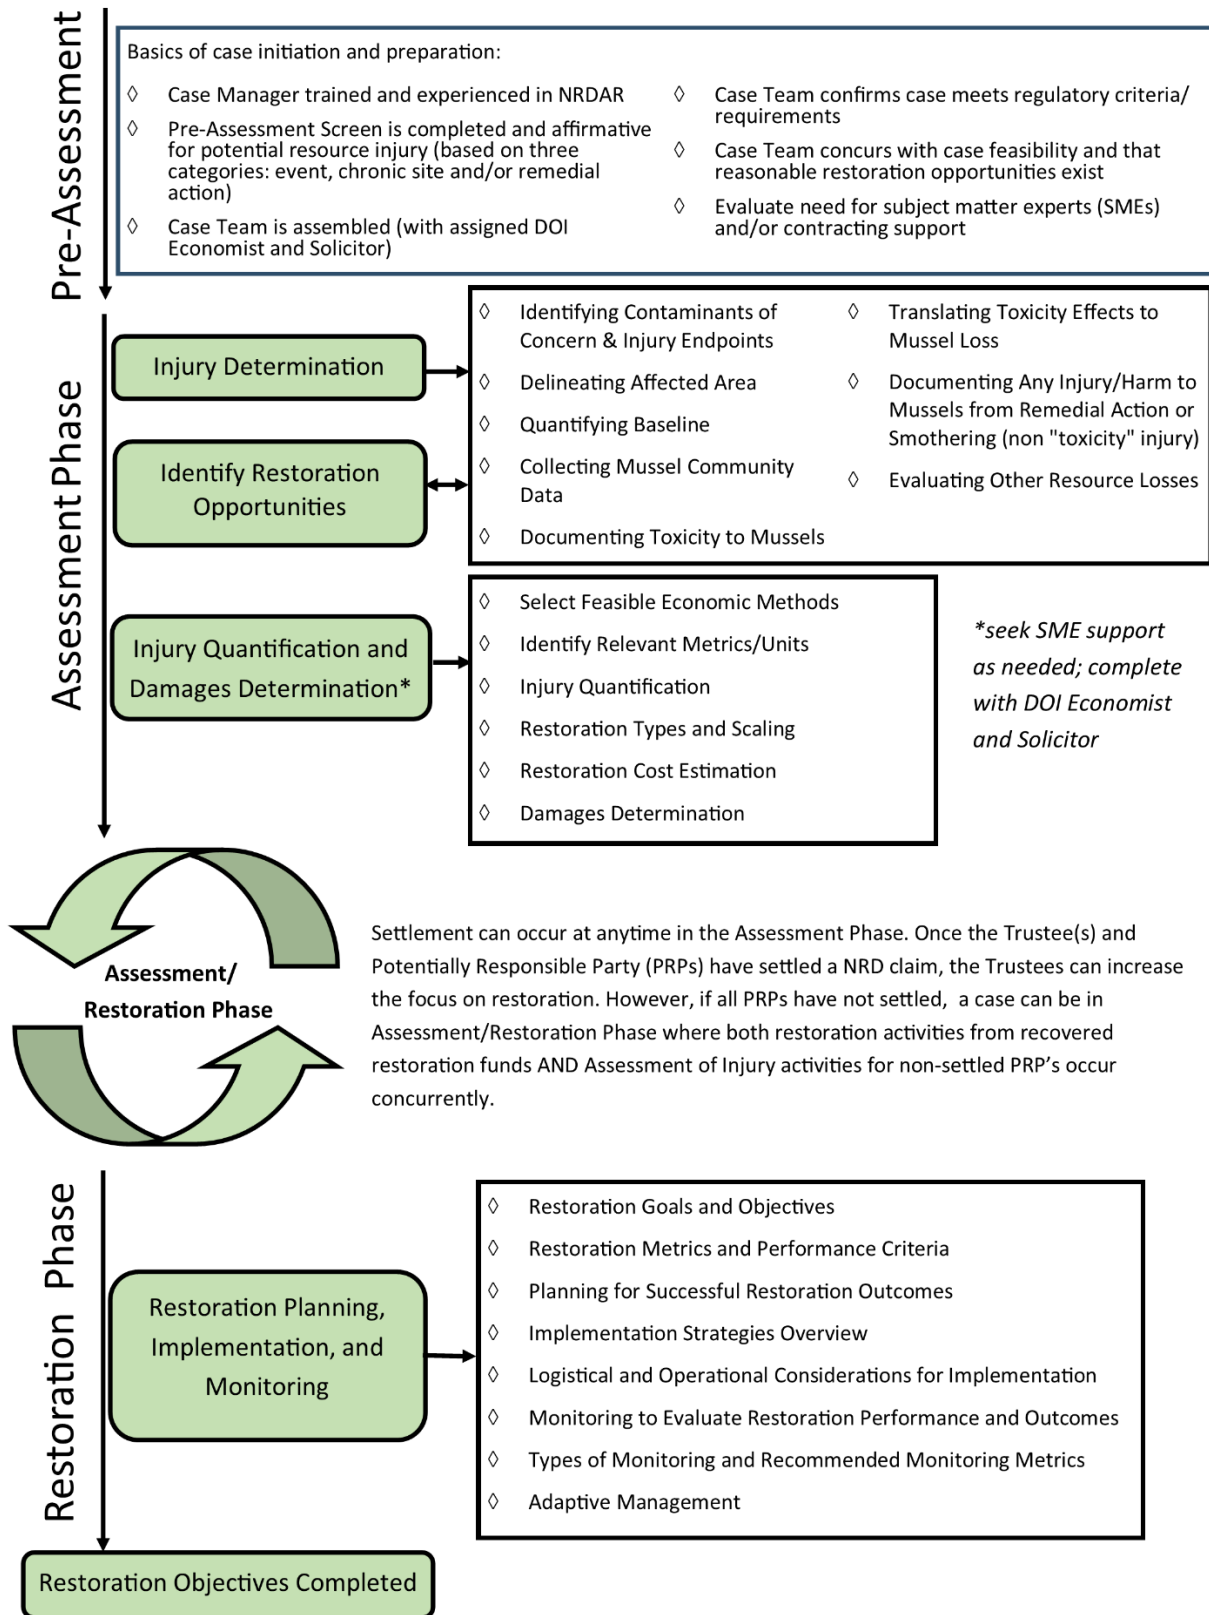 Pre-Assessment
Basics of case initiation and preparation:
◊ Case Manager trained and experienced in NRDAR
◊ Pre-Assessment Screen is completed and affirmative
for potential resource injury (based on three
categories: event, chronic site and/or remedial
action)
◊ Case Team is assembled (with assigned DOI
Economist and Solicitor)
◊ Case Team confirms case meets regulatory criteria/
requirements
◊ Case Team concurs with case feasibility and that
reasonable restoration opportunities exist
◊ Evaluate need for subject matter experts (SMEs)
and/or contracting support
Assessment Phase
Injury Determination
Identify Restoration
Opportunities
◊ Identifying Contaminants of
Concern & Injury Endpoints
◊ Delineating Affected Area
◊ Quantifying Baseline
◊ Collecting Mussel Community
Data
◊ Documenting Toxicity to Mussels
◊ Translating Toxicity Effects to
Mussel Loss
◊ Documenting Any Injury/Harm to
Mussels from Remedial Action or
Smothering (non "toxicity" injury)
◊ Evaluating Other Resource Losses
Injury Quantification and
Damages Determination*
◊ Select Feasible Economic Methods
◊ Identify Relevant Metrics/Units
◊ Injury Quantification
◊ Restoration Types and Scaling
◊ Restoration Cost Estimation
◊ Damages Determination
*seek SME support
as needed; complete
with DOI Economist
and Solicitor
Assessment/
Restoration Phase
Settlement can occur at anytime in the Assessment Phase. Once the Trustee(s) and
Potentially Responsible Party (PRPs) have settled a NRD claim, the Trustees can increase
the focus on restoration. However, if all PRPs have not settled, a case can be in
Assessment/Restoration Phase where both restoration activities from recovered
restoration funds AND Assessment of Injury activities for non-settled PRP's occur
concurrently.
Restoration Phase
Restoration Planning,
Implementation, and
Monitoring
◊ Restoration Goals and Objectives
◊ Restoration Metrics and Performance Criteria
◊ Planning for Successful Restoration Outcomes
◊ Implementation Strategies Overview
◊ Logistical and Operational Considerations for Implementation
◊ Monitoring to Evaluate Restoration Performance and Outcomes
◊ Types of Monitoring and Recommended Monitoring Metrics
◊ Adaptive Management
Restoration Objectives Completed